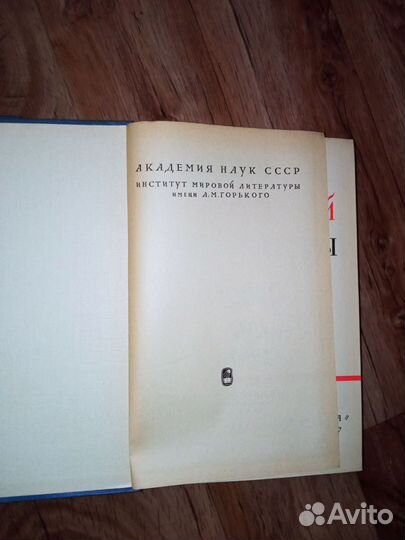 АКАДЕМИЯ НАУК СССР
ИНСТИТУТ МИРОВОЙ ЛИТЕРАТУРЫ
ИМЕНИ А.М.ГОРЬКОГО
Й
Ы
Avito